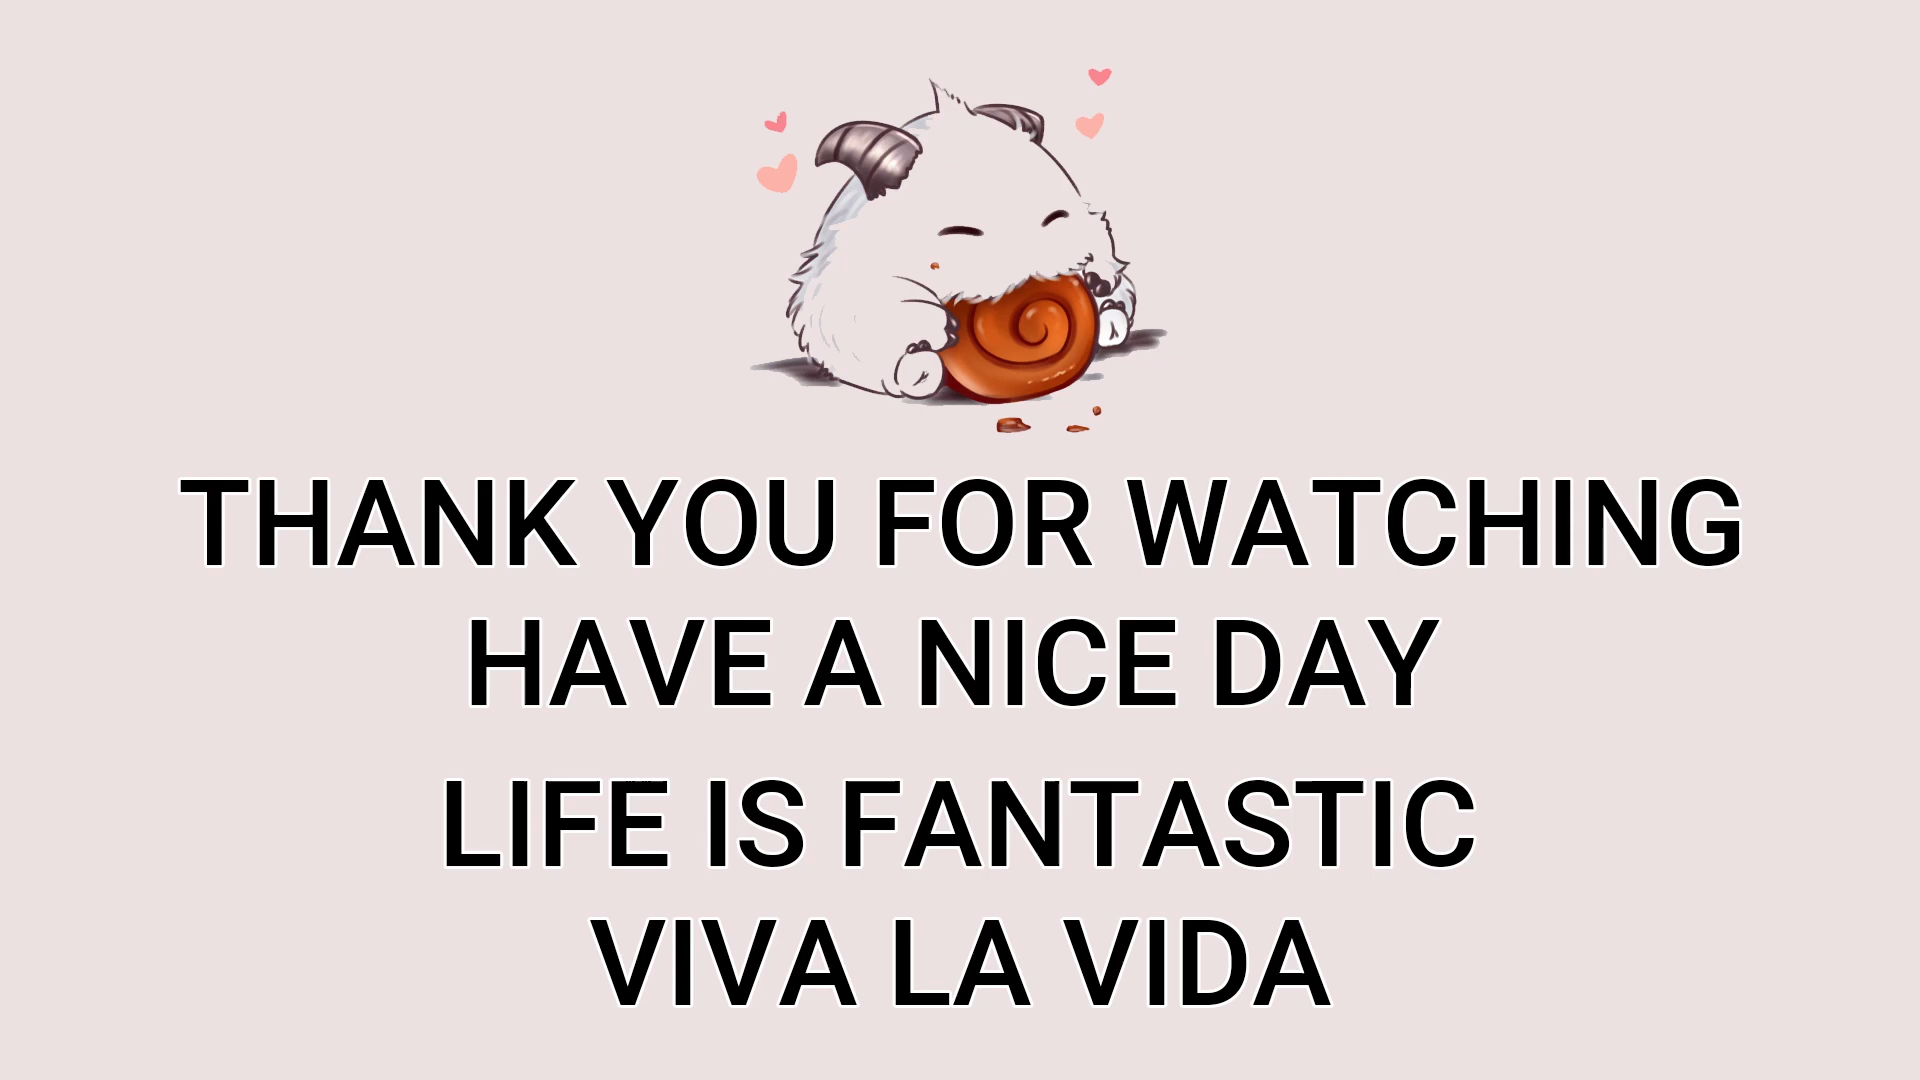 THANK YOU FOR WATCHING
HAVE A NICE DAY
LIFE IS FANTASTIC
VIVA LA VIDA